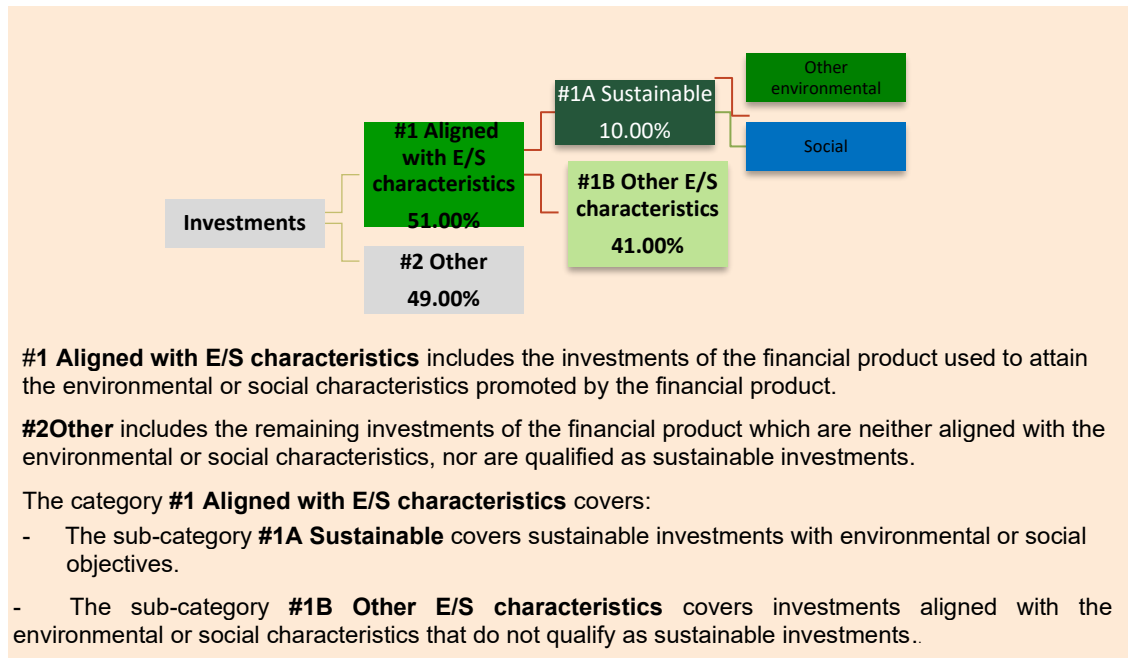 Investments
#1 Aligned
with E/S
characteristics
51.00%
#2 Other
49.00%
#1A Sustainable
10.00%
#1B Other E/S
characteristics
41.00%
Other
environmental
Social
#1 Aligned with E/S characteristics includes the investments of the financial product used to attain
the environmental or social characteristics promoted by the financial product.
#2Other includes the remaining investments of the financial product which are neither aligned with the
environmental or social characteristics, nor are qualified as sustainable investments.
The category #1 Aligned with E/S characteristics covers:
- The sub-category #1A Sustainable covers sustainable investments with environmental or social
objectives.
- The sub-category #1B Other E/S characteristics covers investments aligned with the
environmental or social characteristics that do not qualify as sustainable investments..